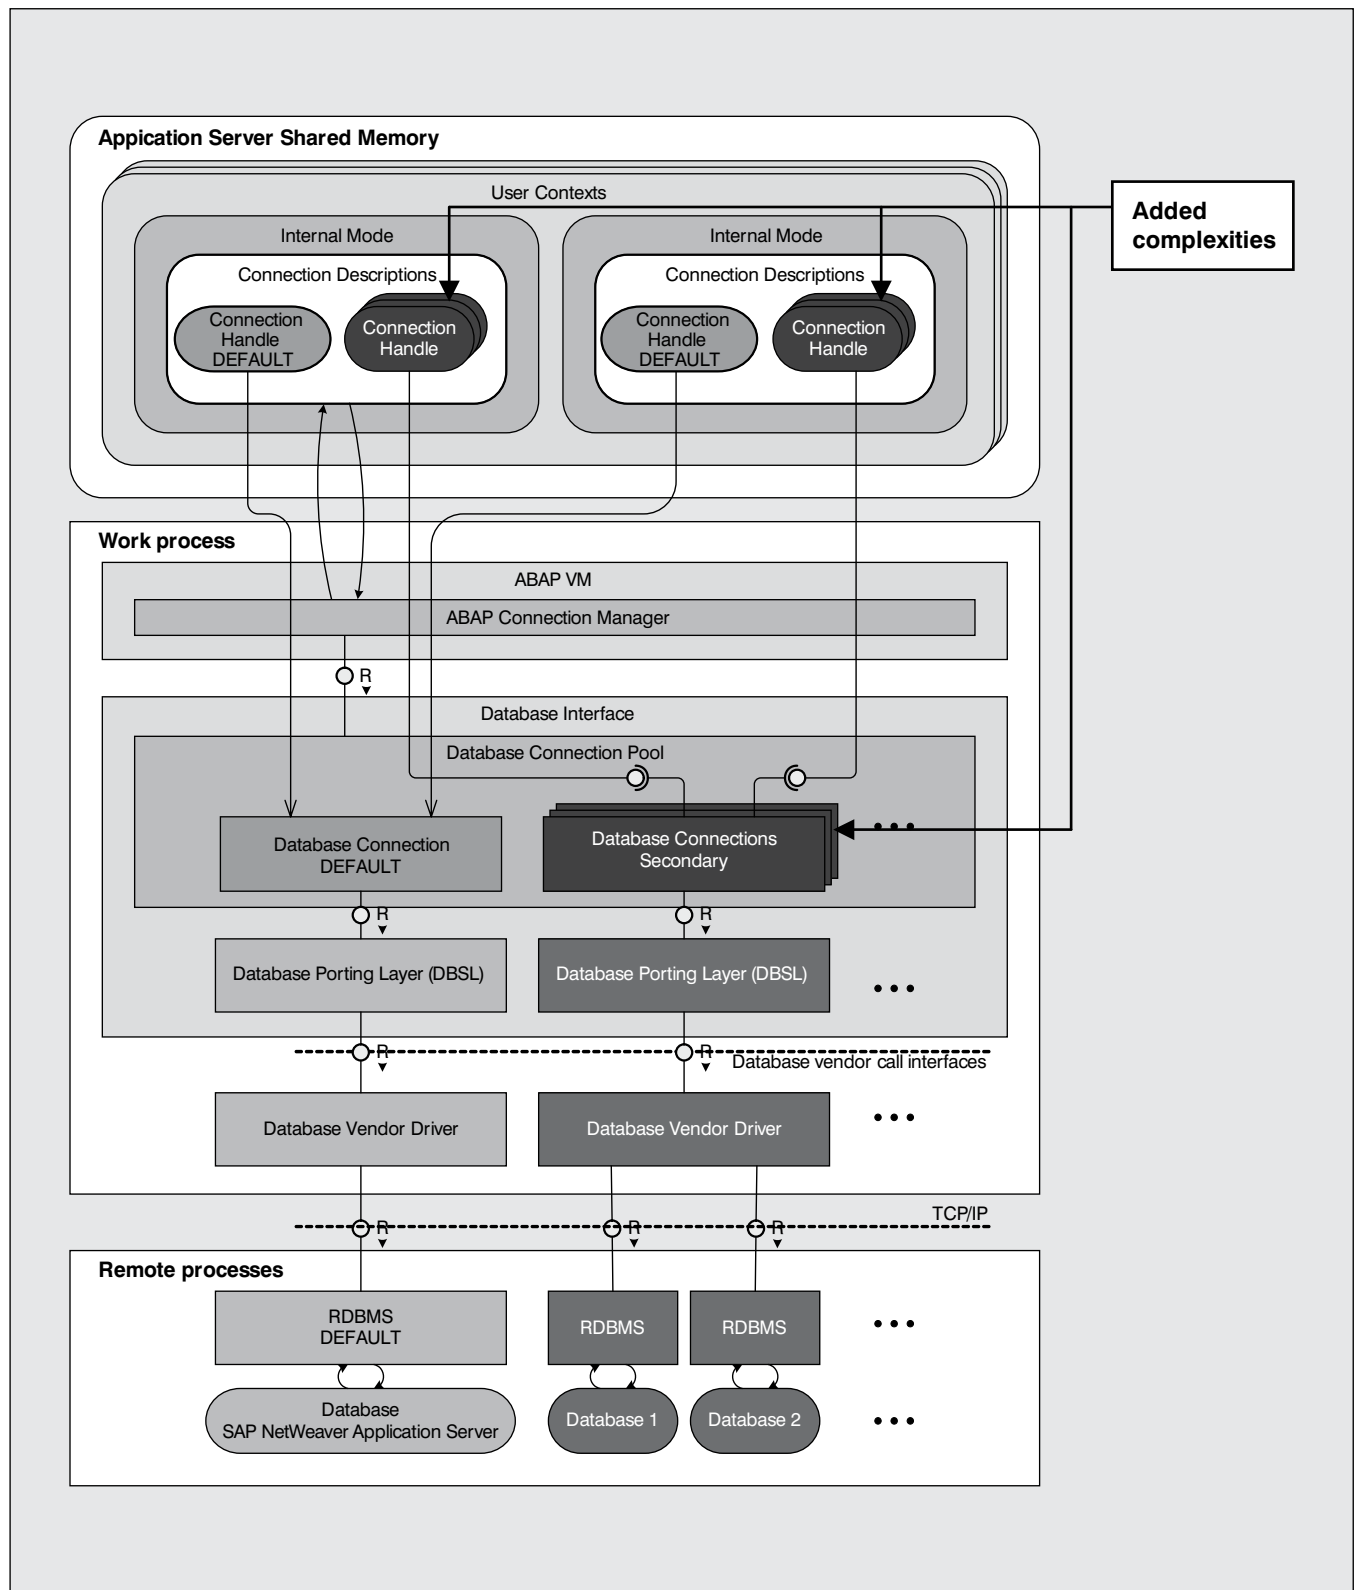 Appication Server Shared Memory
User Contexts
Added
complexities
Internal Mode
Internal Mode
Connection Descriptions
Connection Descriptions
Connection
Handle
DEFAULT
Connection
Handle
Connection
Handle
DEFAULT
Connection
Handle
Work process
ABAP VM
ABAP Connection Manager
R
Database Interface
Database Connection Pool
Database Connection
DEFAULT
Database Connections
Secondary
R
R
Database Porting Layer (DBSL)
Database Porting Layer (DBSL)
R
R
Database vendor call interfaces
Database Vendor Driver
Database Vendor Driver
TCP/IP
R
R
R
Remote processes
RDBMS
DEFAULT
RDBMS
RDBMS
Database
SAP NetWeaver Application Server
Database 1
Database 2